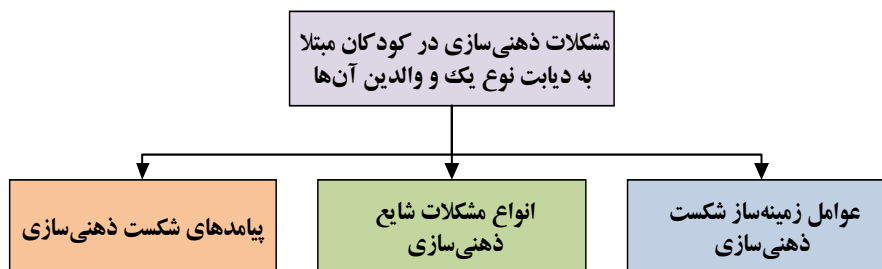 مشکلات ذهنی‌سازی در کودکان مبتلا
به دیابت نوع یک و والدین آن‌ها
عوامل زمینه‌ساز شکست
ذهنی‌سازی
انواع مشکلات شایع
ذهنی‌سازی
پیامدهای شکست ذهنی‌سازی